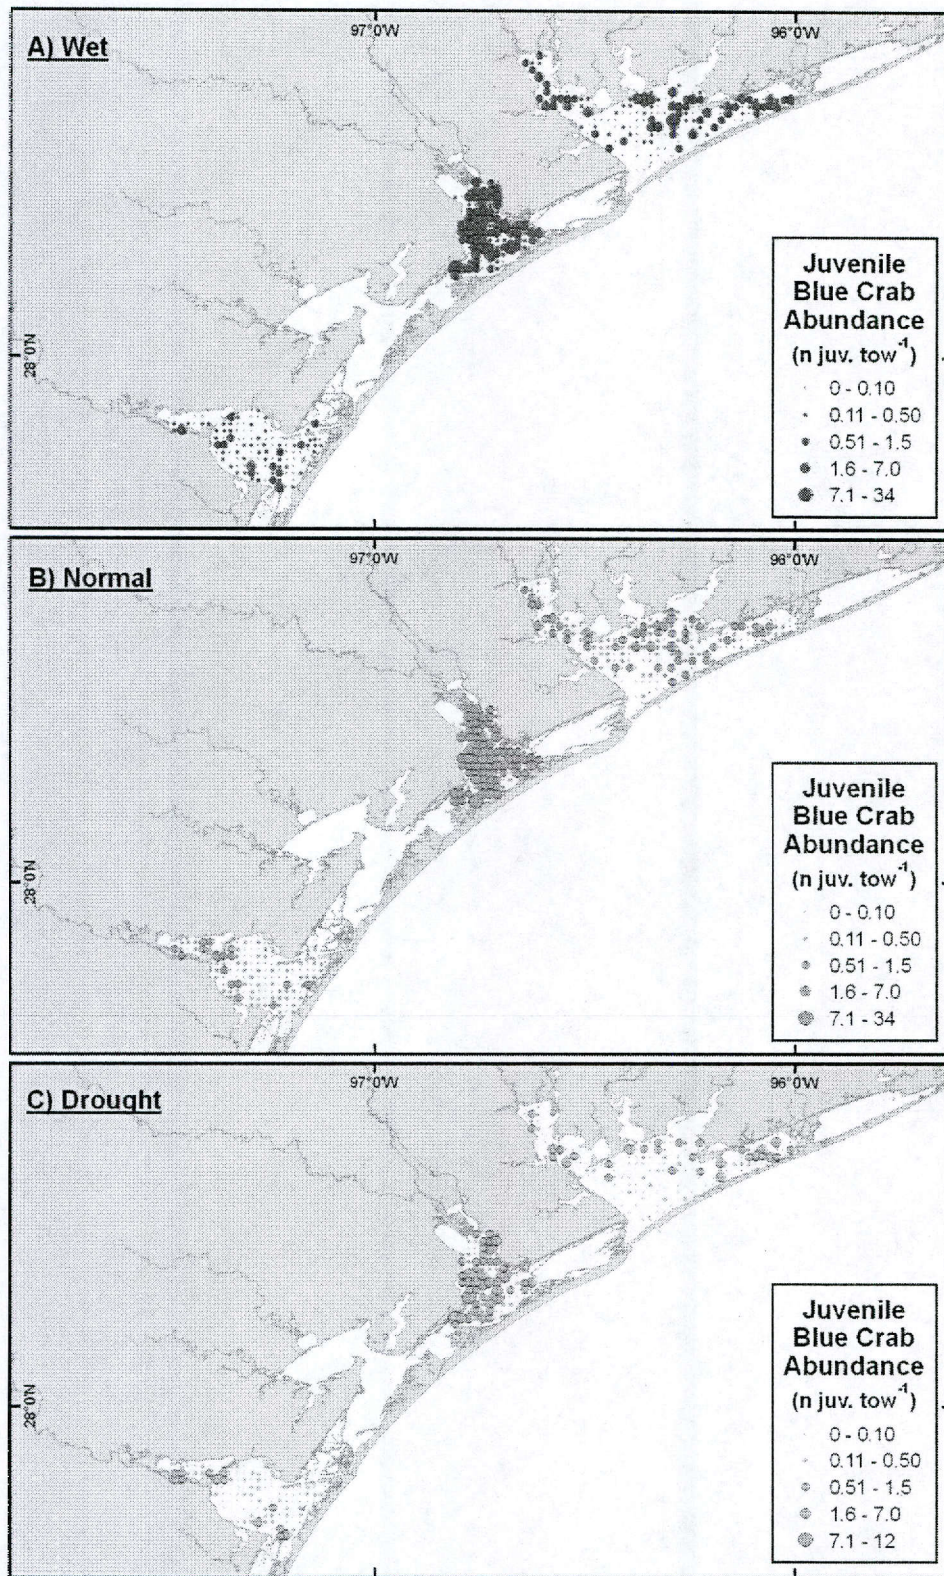 A) Wet
97°0'W
96°0'W
28°0'N
Juvenile
Blue Crab
Abundance
(n juv. tow⁻¹)
0 - 0.10
0.11 - 0.50
0.51 - 1.5
1.6 - 7.0
7.1 - 34
B) Normal
97°0'W
96°0'W
28°0'N
Juvenile
Blue Crab
Abundance
(n juv. tow⁻¹)
0 - 0.10
0.11 - 0.50
0.51 - 1.5
1.6 - 7.0
7.1 - 34
C) Drought
97°0'W
96°0'W
28°0'N
Juvenile
Blue Crab
Abundance
(n juv. tow⁻¹)
0 - 0.10
0.11 - 0.50
0.51 - 1.5
1.6 - 7.0
7.1 - 12